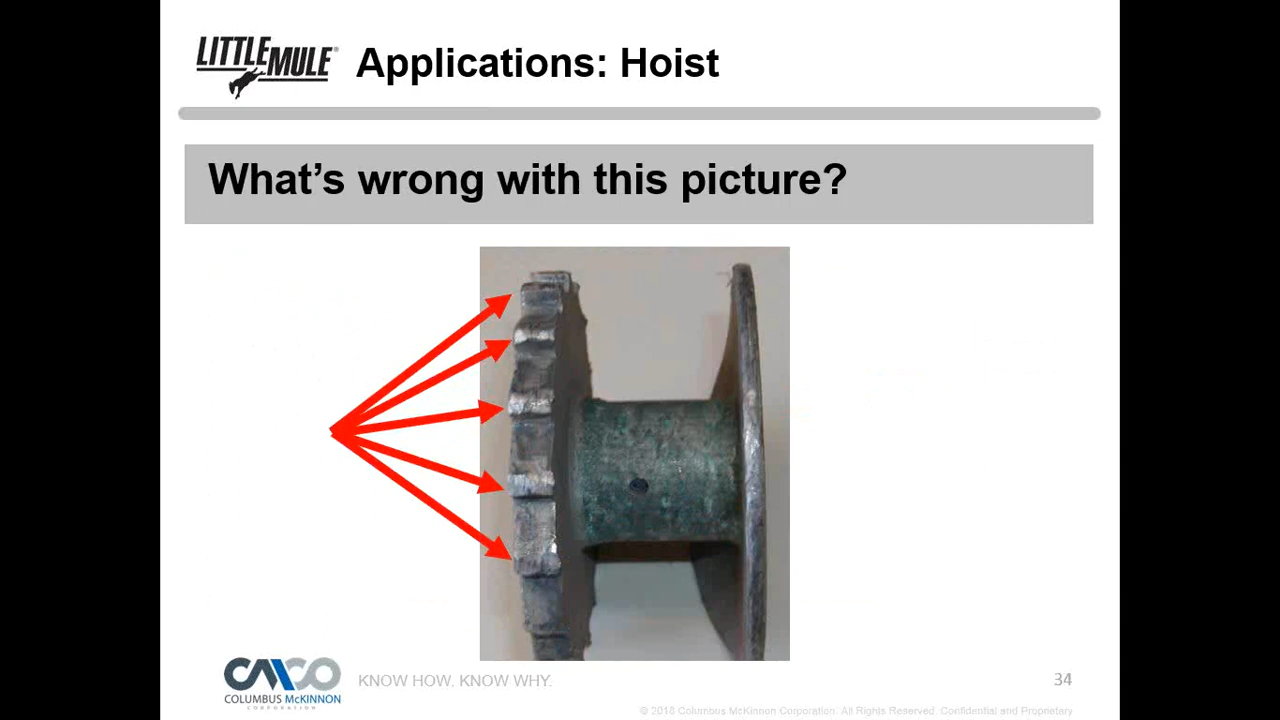 LITTLE MULE®
Applications: Hoist
What’s wrong with this picture?
CMCO
COLUMBUS McKINNON
CORPORATION
KNOW HOW. KNOW WHY.
34
© 2018 Columbus McKinnon Corporation. All Rights Reserved. Confidential and Proprietary